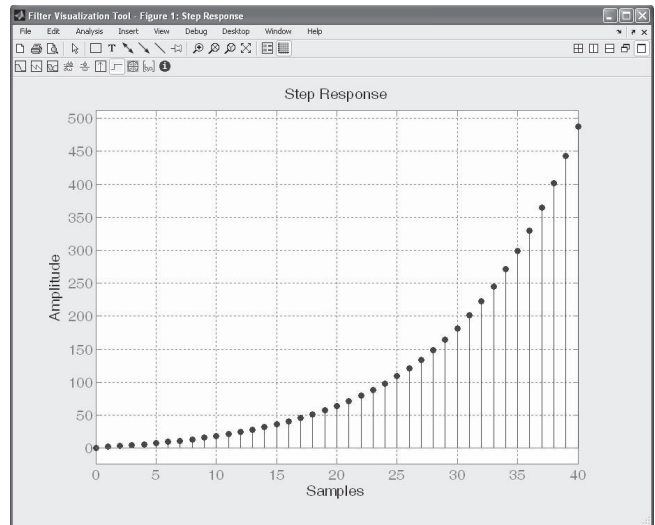 Filter Visualization Tool - Figure 1: Step Response
File Edit Analysis Insert View Debug Desktop Window Help
Step Response
500
450
400
350
300
250
200
150
100
50
0
Amplitude
0 5 10 15 20 25 30 35 40
Samples